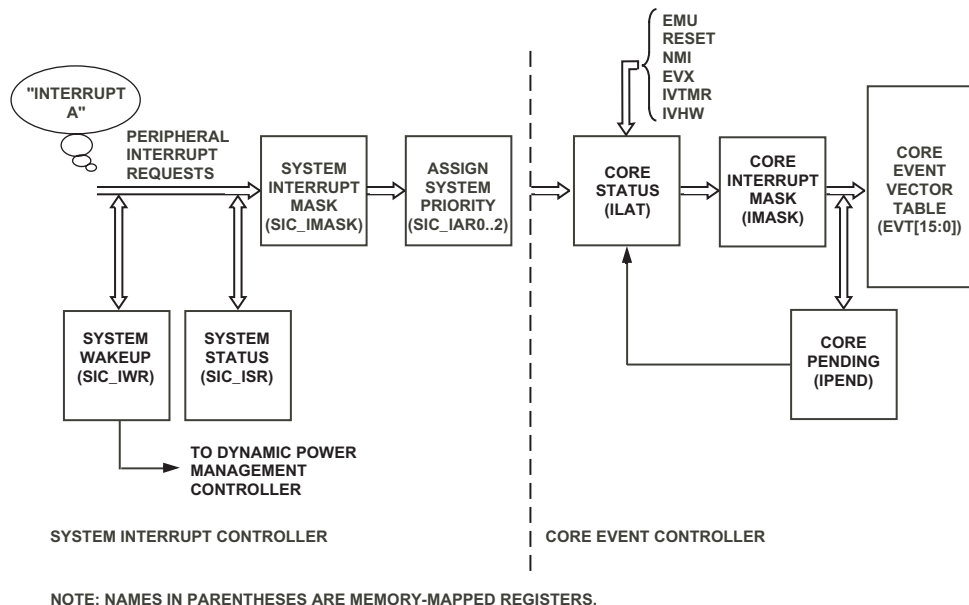 "INTERRUPT
A"
PERIPHERAL
INTERRUPT
REQUESTS
SYSTEM
INTERRUPT
MASK
(SIC_IMASK)
ASSIGN
SYSTEM
PRIORITY
(SIC_IAR0..2)
EMU
RESET
NMI
EVX
IVTMR
IVHW
CORE
STATUS
(ILAT)
CORE
INTERRUPT
MASK
(IMASK)
CORE
EVENT
VECTOR
TABLE
(EVT[15:0])
SYSTEM
WAKEUP
(SIC_IWR)
SYSTEM
STATUS
(SIC_ISR)
CORE
PENDING
(IPEND)
TO DYNAMIC POWER
MANAGEMENT
CONTROLLER
SYSTEM INTERRUPT CONTROLLER
CORE EVENT CONTROLLER
NOTE: NAMES IN PARENTHESES ARE MEMORY-MAPPED REGISTERS.